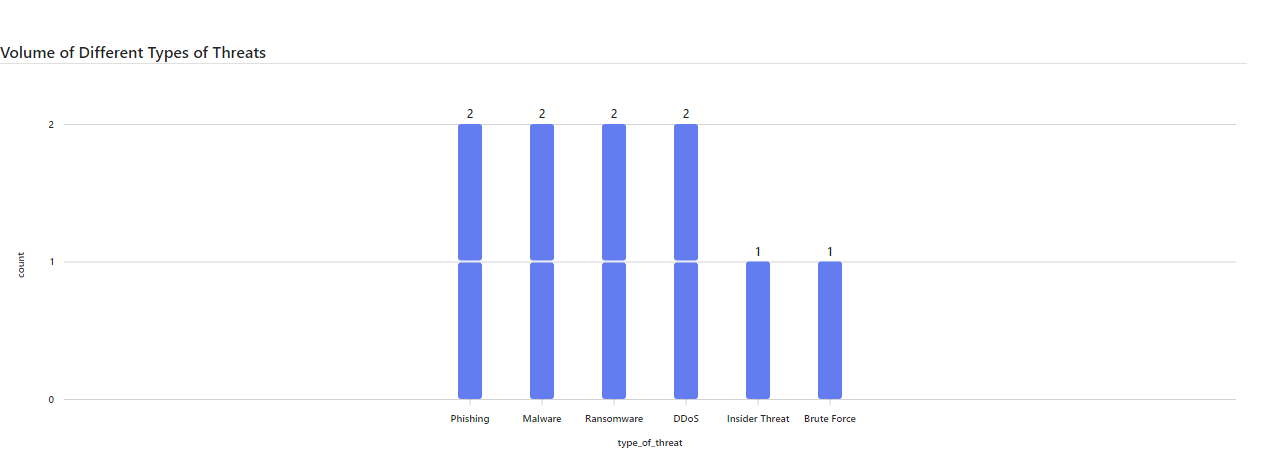 Volume of Different Types of Threats
2 2 2 2
2
1 1
count
1
0
Phishing Malware Ransomware DDoS Insider Threat Brute Force
type_of_threat